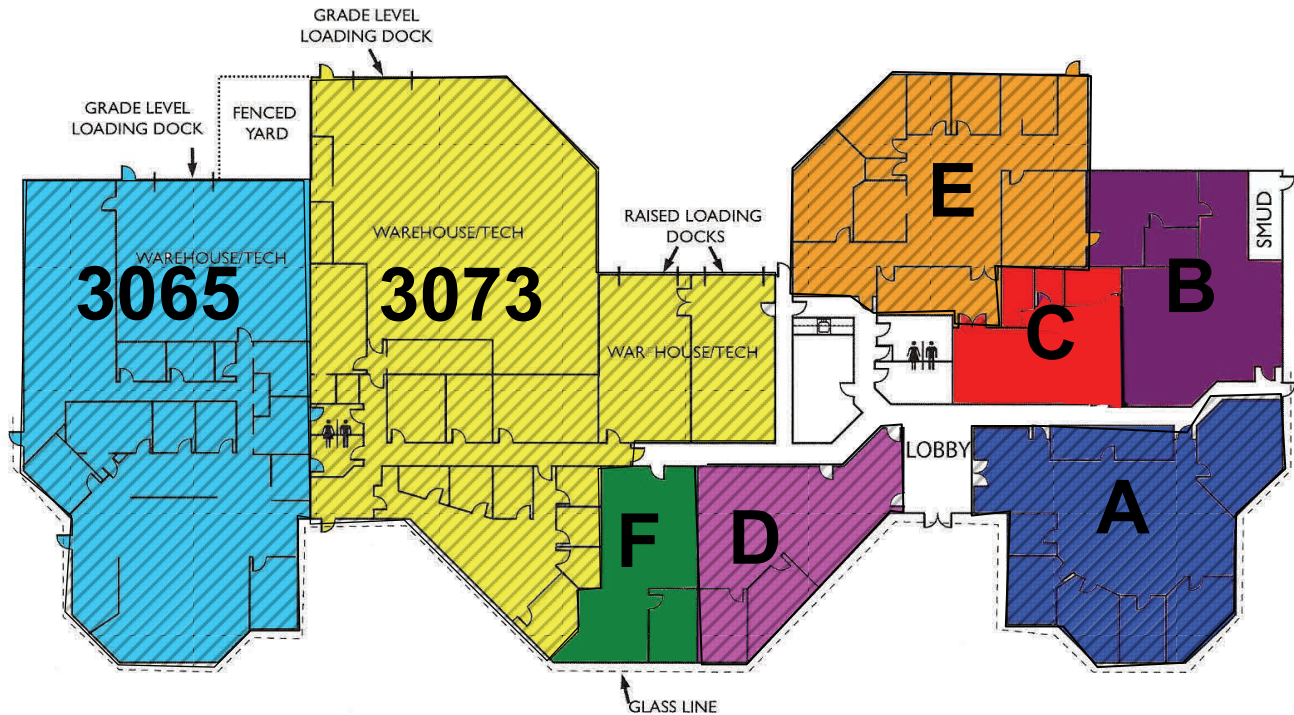 GRADE LEVEL
LOADING DOCK
GRADE LEVEL
LOADING DOCK
FENCED
YARD
WAREHOUSE/TECH
3065
WAREHOUSE/TECH
3073
RAISED LOADING
DOCKS
WAREHOUSE/TECH
E
B
SMUD
C
LOBBY
A
F
D
GLASS LINE